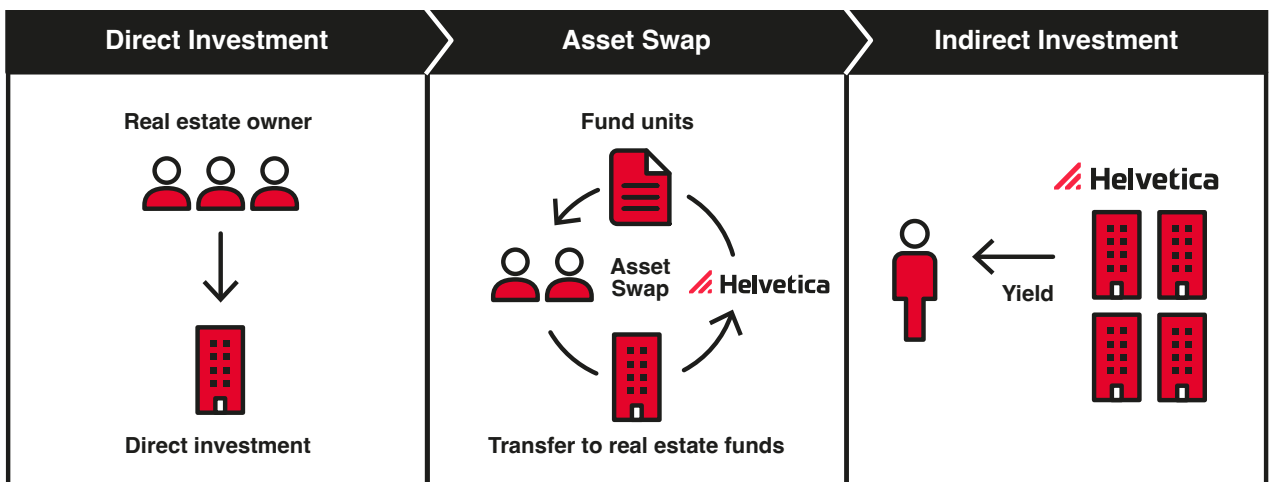 Direct Investment
Asset Swap
Indirect Investment
Real estate owner
Direct investment
Fund units
Asset
Swap
Helvetica
Transfer to real estate funds
Helvetica
Yield